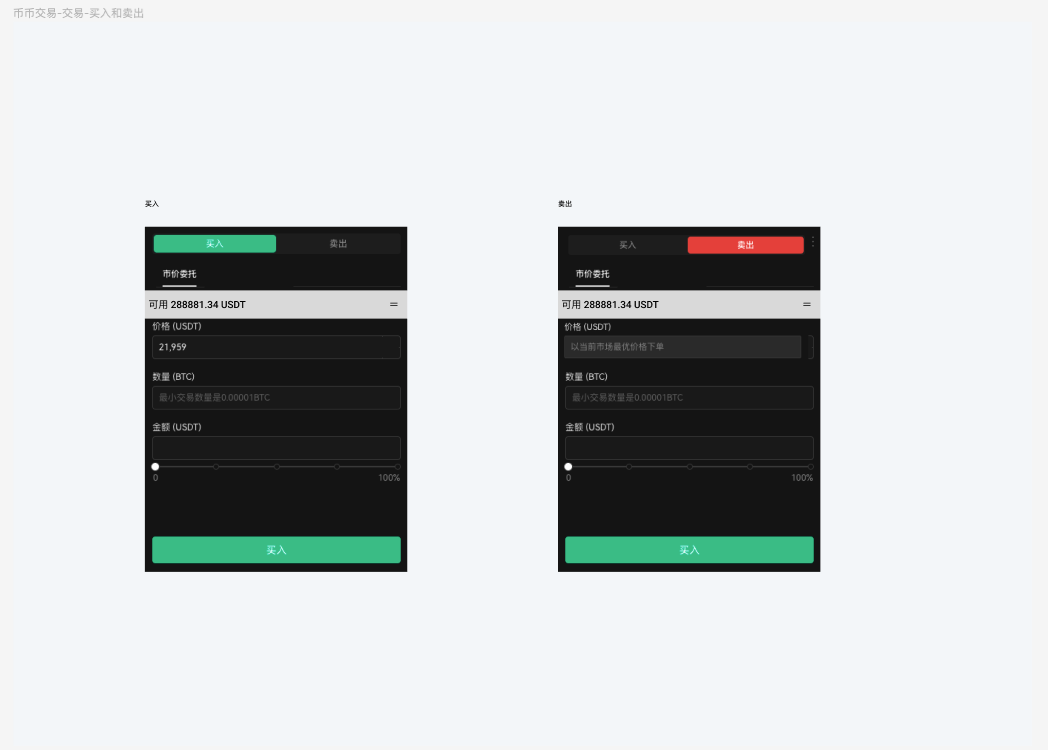 币币交易-交易-买入和卖出
买入
买入
卖出
市价委托
可用 288881.34 USDT
价格 (USDT)
21,959
数量 (BTC)
最小交易数量是0.00001BTC
金额 (USDT)
0
100%
买入
卖出
买入
卖出
市价委托
可用 288881.34 USDT
价格 (USDT)
以当前市场最优价格下单
数量 (BTC)
最小交易数量是0.00001BTC
金额 (USDT)
0
100%
买入